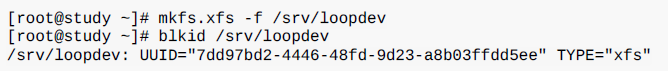 [root@study ~]# mkfs.xfs -f /srv/loopdev
[root@study ~]# blkid /srv/loopdev
/srv/loopdev: UUID="7dd97bd2-4446-48fd-9d23-a8b03ffdd5ee" TYPE="xfs"